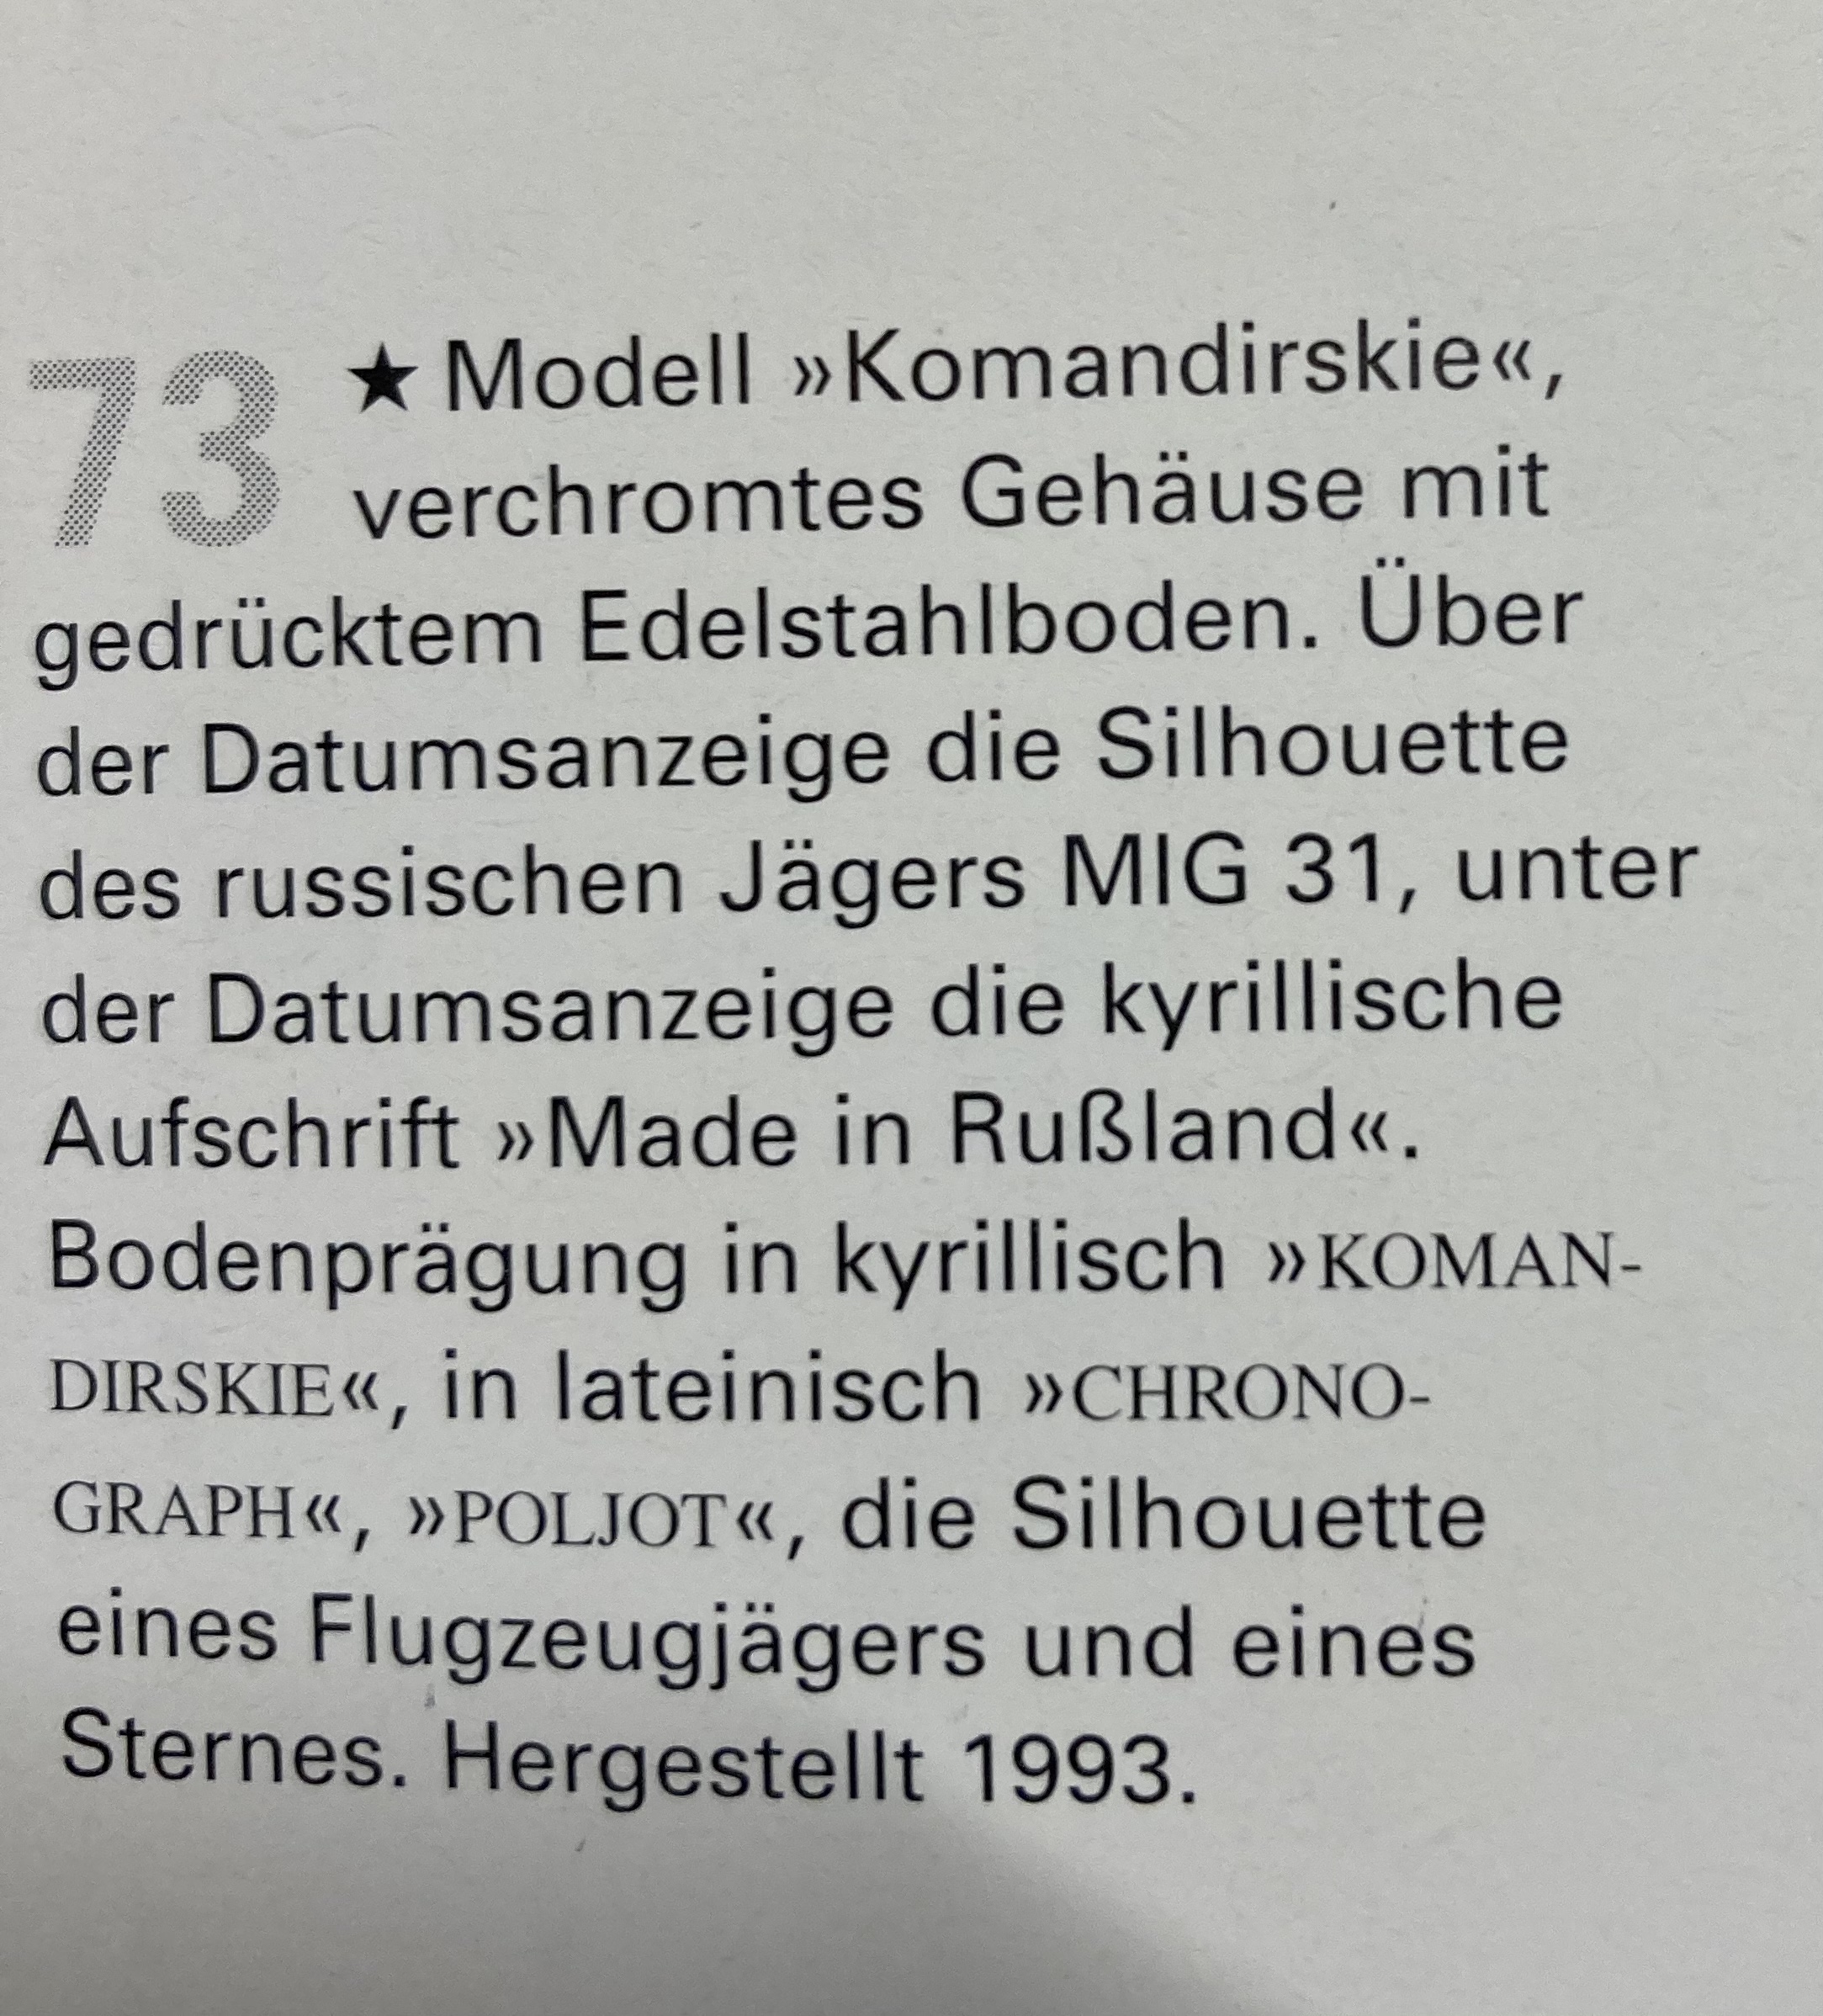 73 ★ Modell »Komandirskie«,
verchromtes Gehäuse mit
gedrücktem Edelstahlboden. Über
der Datumsanzeige die Silhouette
des russischen Jägers MIG 31, unter
der Datumsanzeige die kyrillische
Aufschrift »Made in Rußland«.
Bodenprägung in kyrillisch »KOMAN-
DIRSKIE«, in lateinisch »CHRONO-
GRAPH«, »POLJOT«, die Silhouette
eines Flugzeugjägers und eines
Sternes. Hergestellt 1993.